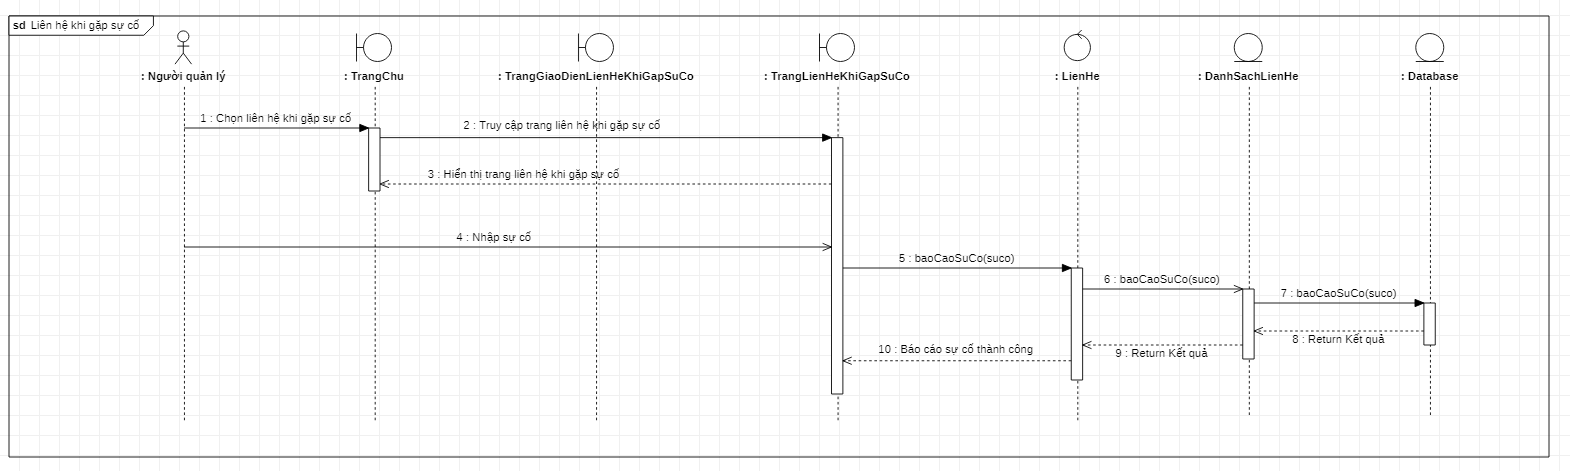 sd Liên hệ khi gặp sự cố
: Người quản lý
: TrangChu
: TrangGiaoDienLienHeKhiGapSuCo
: TrangLienHeKhiGapSuCo
: LienHe
: DanhSachLienHe
: Database
1 : Chọn liên hệ khi gặp sự cố
2 : Truy cập trang liên hệ khi gặp sự cố
3 : Hiển thị trang liên hệ khi gặp sự cố
4 : Nhập sự cố
5 : baoCaoSuCo(suco)
6 : baoCaoSuCo(suco)
7 : baoCaoSuCo(suco)
8 : Return Kết quả
9 : Return Kết quả
10 : Báo cáo sự cố thành công